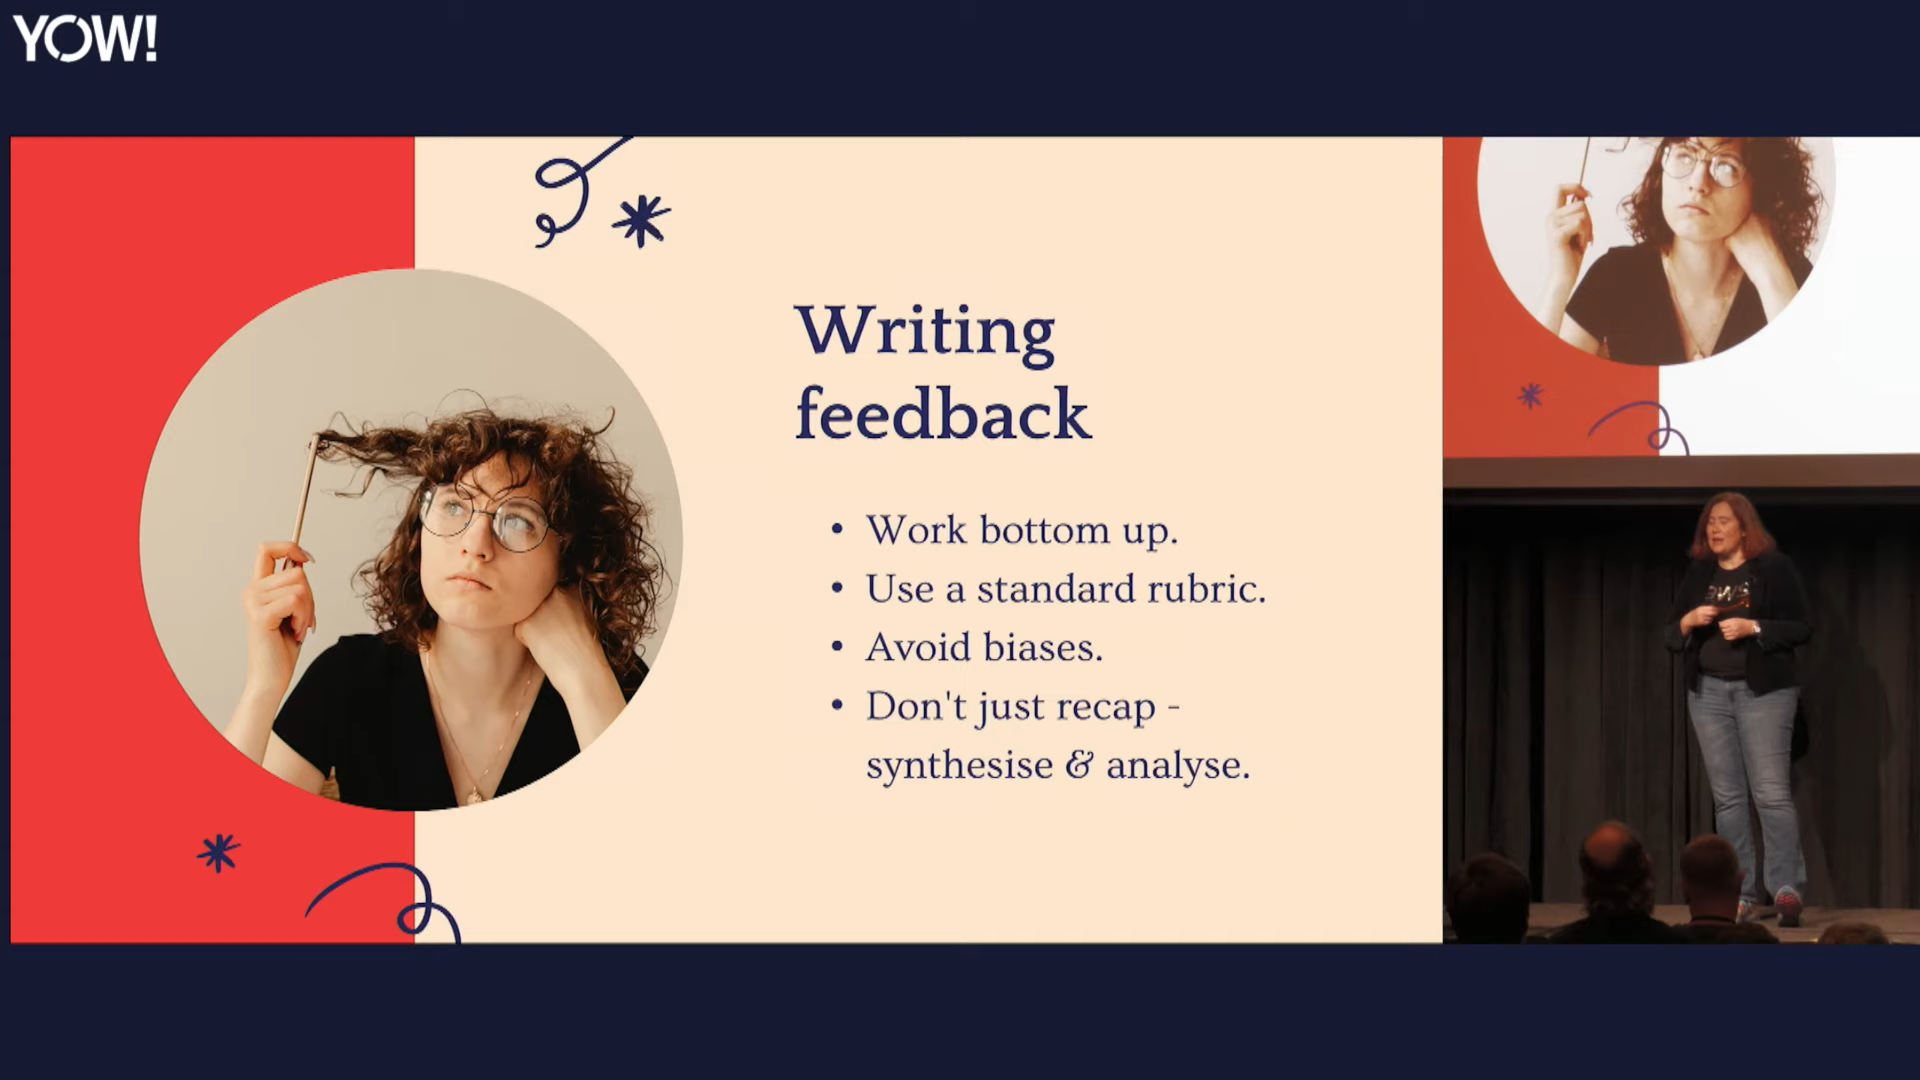 YOW!
Writing
feedback
• Work bottom up.
• Use a standard rubric.
• Avoid biases.
• Don't just recap -
synthesise & analyse.